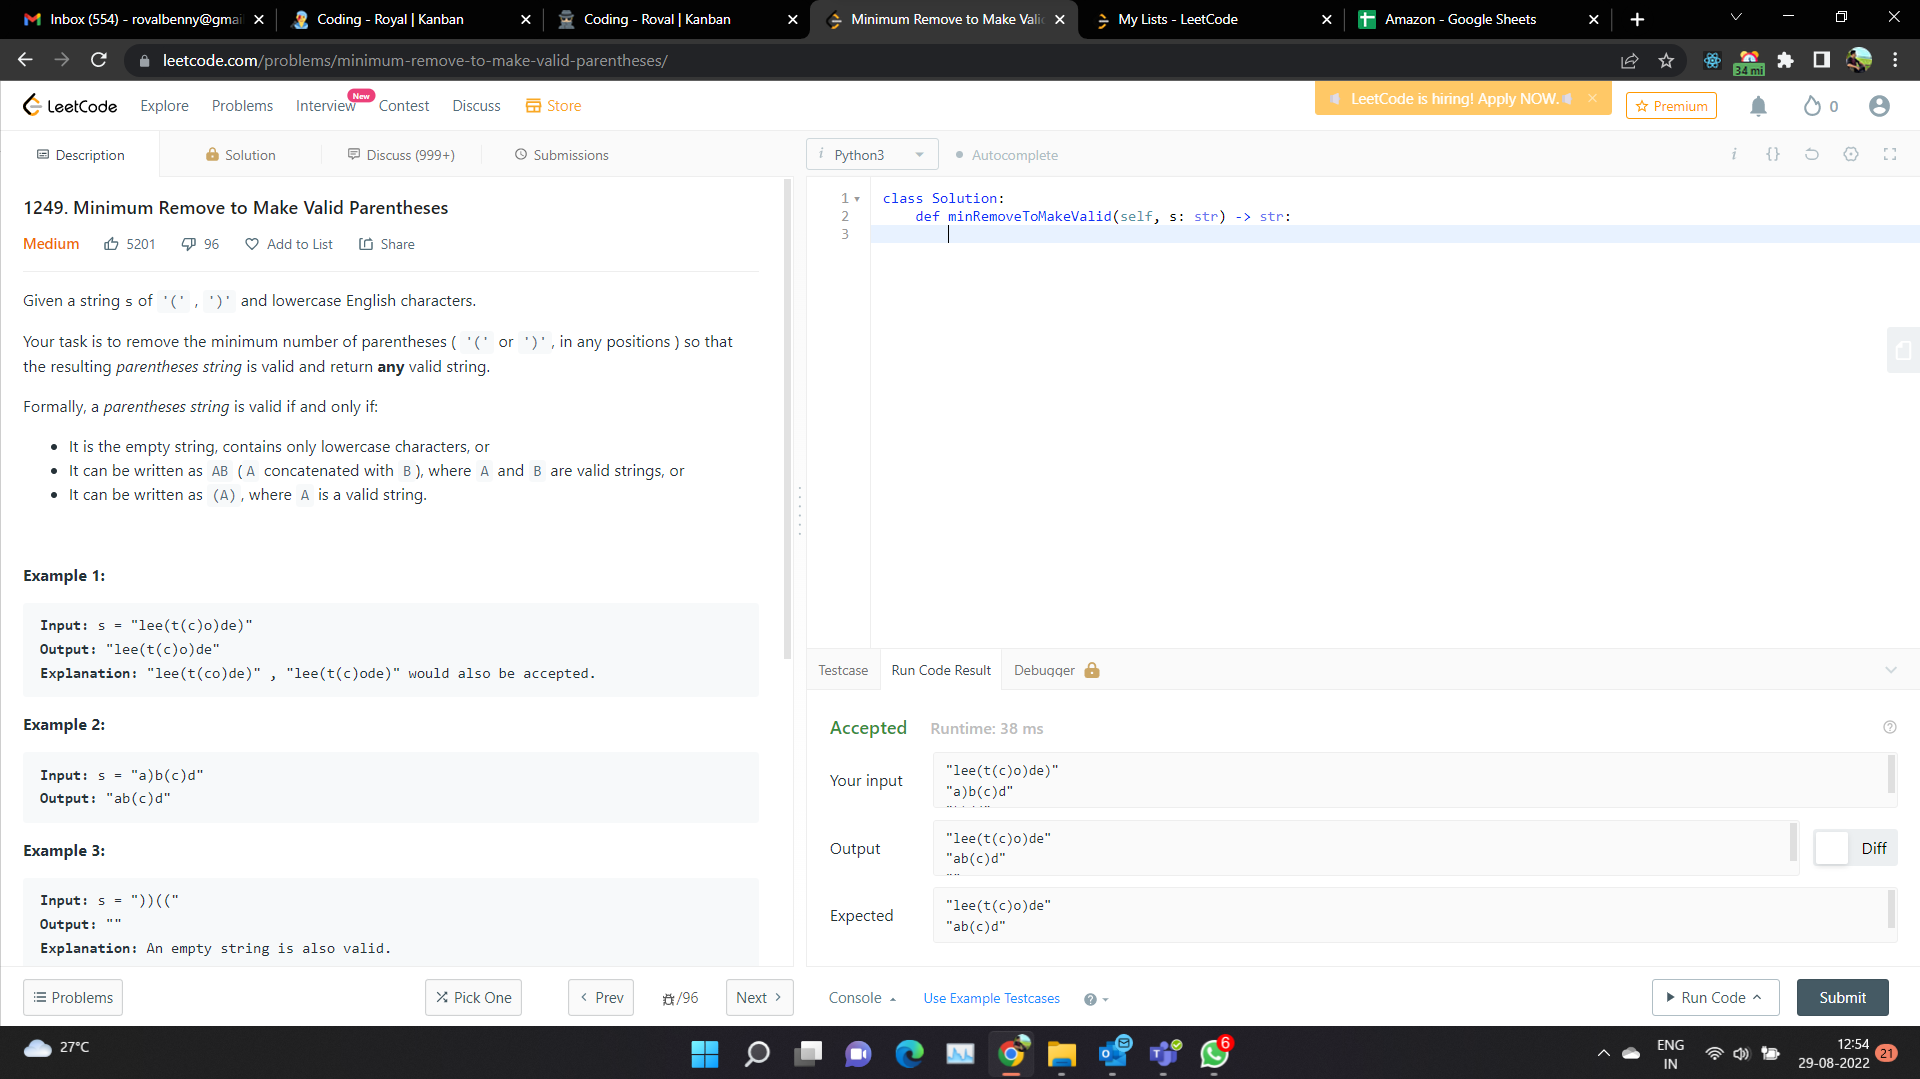 Inbox (554) - rovalbenny@gmai
Coding - Royal | Kanban
Coding - Roval | Kanban
Minimum Remove to Make Valid
My Lists - LeetCode
Amazon - Google Sheets
leetcode.com/problems/minimum-remove-to-make-valid-parentheses/
34 mi
LeetCode
Explore
Problems
Interview
New
Contest
Discuss
Store
LeetCode is hiring! Apply NOW.
Premium
0
Description
Solution
Discuss (999+)
Submissions
i Python3
Autocomplete
i
{}
1249. Minimum Remove to Make Valid Parentheses
Medium
5201
96
Add to List
Share
Given a string s of '(' , ')' and lowercase English characters.
Your task is to remove the minimum number of parentheses ( '(' or ')', in any positions ) so that
the resulting parentheses string is valid and return any valid string.
Formally, a parentheses string is valid if and only if:
• It is the empty string, contains only lowercase characters, or
• It can be written as AB (A concatenated with B), where A and B are valid strings, or
• It can be written as (A), where A is a valid string.
Example 1:
Input: s = "lee(t(c)o)de)"
Output: "lee(t(c)o)de"
Explanation: "lee(t(co)de)" , "lee(t(c)ode)" would also be accepted.
Example 2:
Input: s = "a)b(c)d"
Output: "ab(c)d"
Example 3:
Input: s = "))(("
Output: ""
Explanation: An empty string is also valid.
1 class Solution:
2 def minRemoveToMakeValid(self, s: str) -> str:
3
Testcase
Run Code Result
Debugger
Accepted
Runtime: 38 ms
Your input
"lee(t(c)o)de)"
"a)b(c)d"
Output
"lee(t(c)o)de"
"ab(c)d"
Diff
Expected
"lee(t(c)o)de"
"ab(c)d"
Problems
Pick One
Prev
/96
Next
Console
Use Example Testcases
Run Code
Submit
27°C
6
ENG
IN
12:54
29-08-2022
21